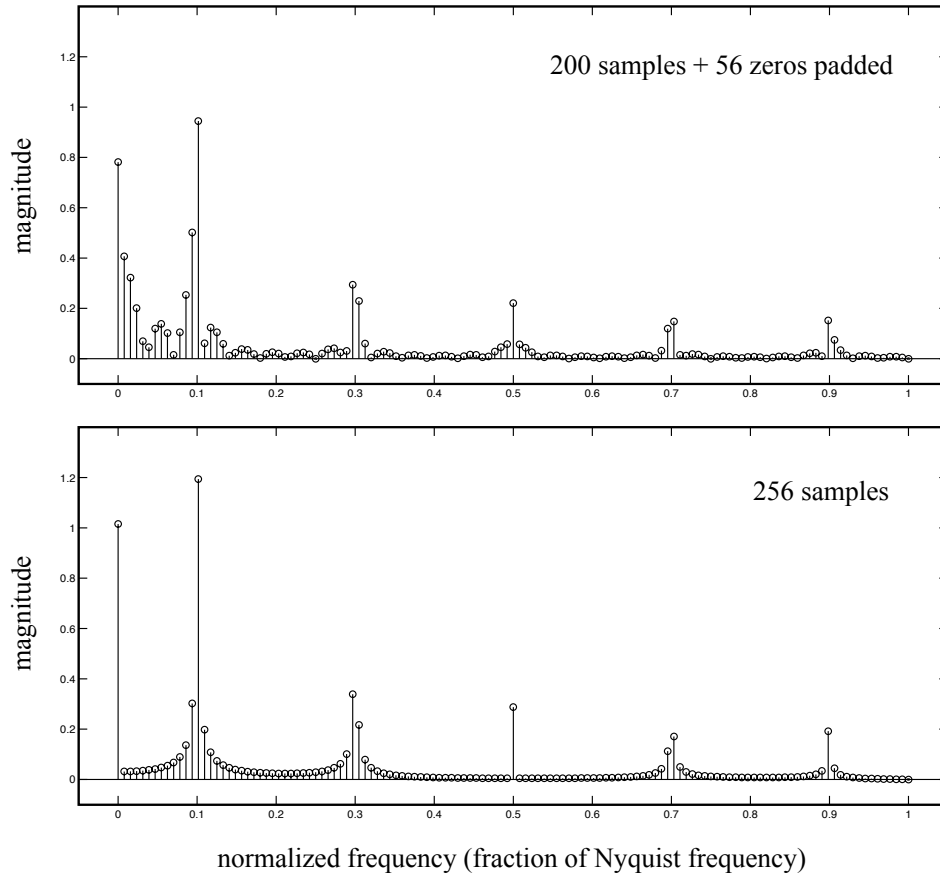 200 samples + 56 zeros padded
magnitude
1.2
1
0.8
0.6
0.4
0.2
0
0 0.1 0.2 0.3 0.4 0.5 0.6 0.7 0.8 0.9 1
256 samples
magnitude
1.2
1
0.8
0.6
0.4
0.2
0
0 0.1 0.2 0.3 0.4 0.5 0.6 0.7 0.8 0.9 1
normalized frequency (fraction of Nyquist frequency)